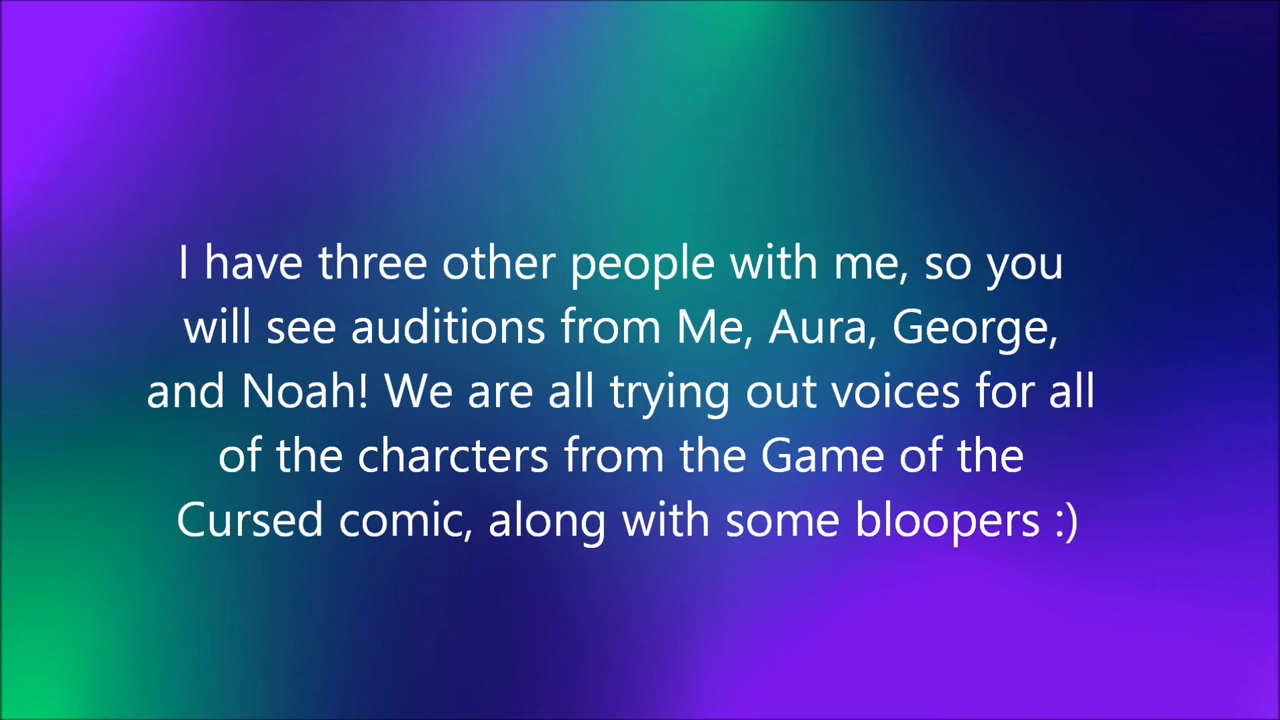 I have three other people with me, so you
will see auditions from Me, Aura, George,
and Noah! We are all trying out voices for all
of the charcters from the Game of the
Cursed comic, along with some bloopers :)